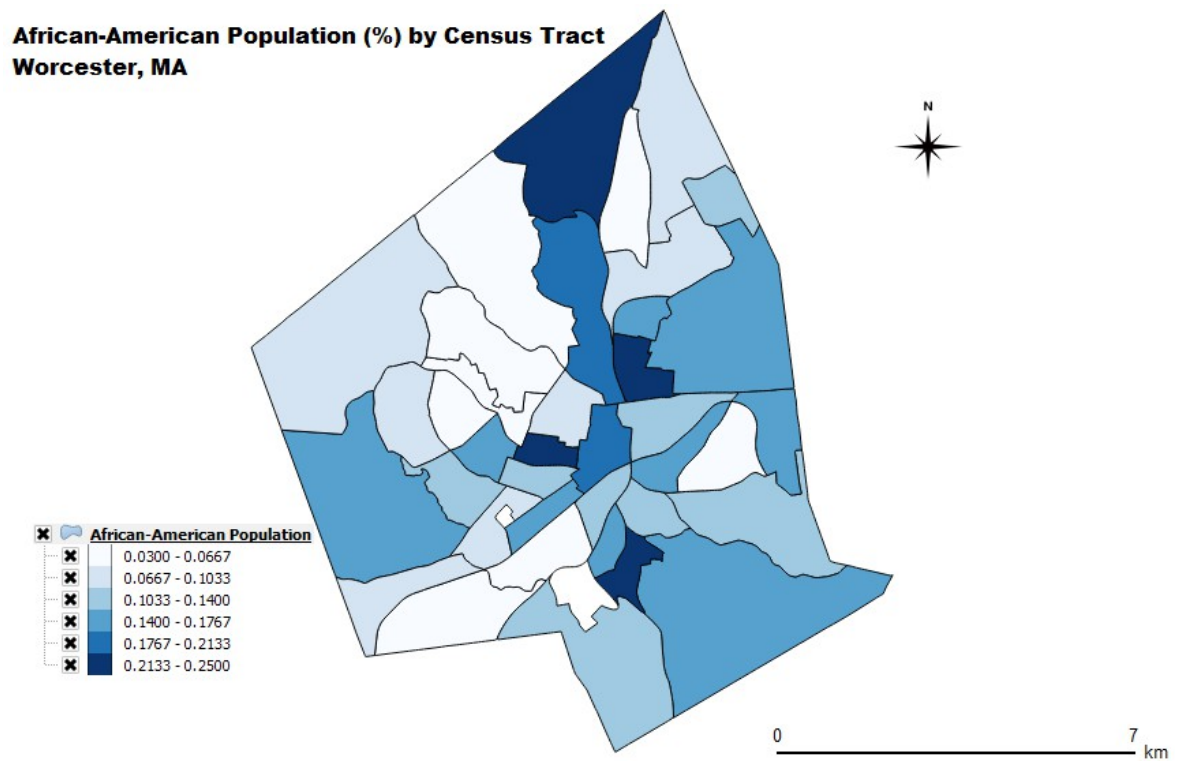 African-American Population (%) by Census Tract
Worcester, MA
N
African-American Population
0.0300 - 0.0667
0.0667 - 0.1033
0.1033 - 0.1400
0.1400 - 0.1767
0.1767 - 0.2133
0.2133 - 0.2500
0 7
km